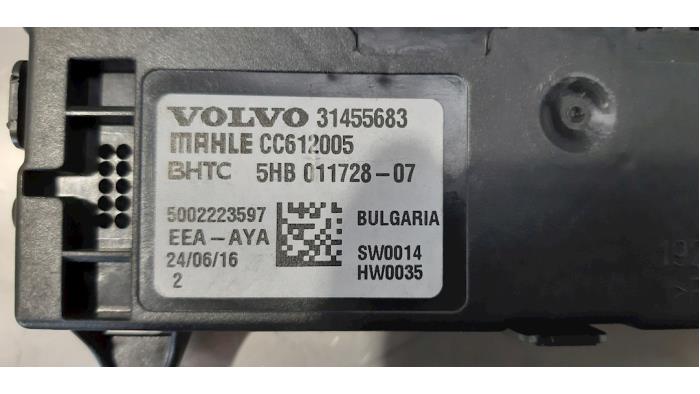 VOLVO 31455683
MAHLE CC612005
BHTC 5HB 011728-07
5002223597
BULGARIA
EEA-AYA
24/06/16
SW0014
2
HW0035